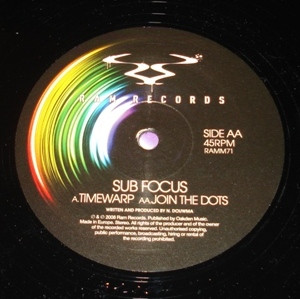 RAM RECORDS
SIDE AA
45RPM
RAMM71
SUB FOCUS
A.TIMEWARP AA.JOIN THE DOTS
WRITTEN AND PRODUCED BY N. DOUWMA
℗ & © 2008 Ram Records. Published by Oakden Music.
Made in Europe. Stereo. All rights of the producer and of the owner
of the recorded works reserved. Unauthorised copying,
public performance, broadcasting, hiring or rental of
the recording prohibited.